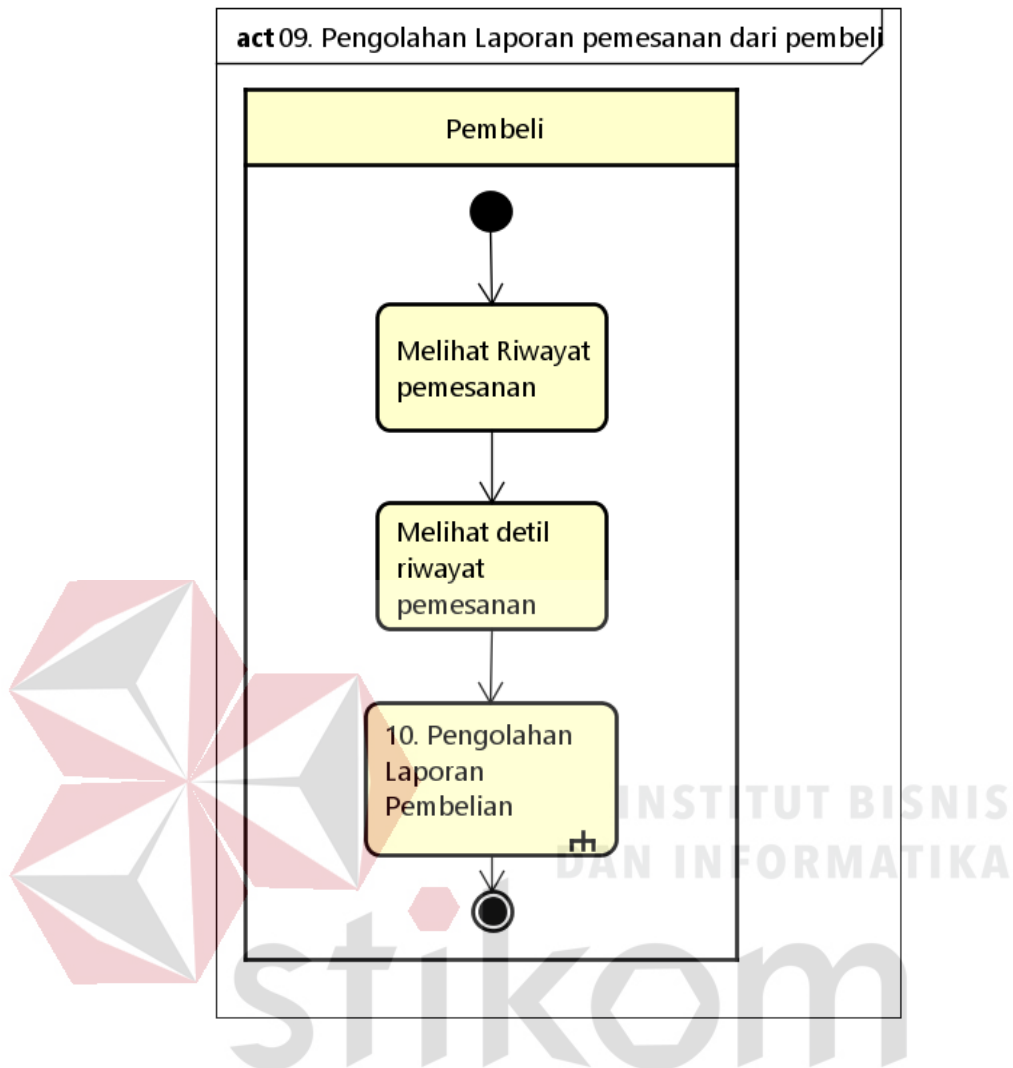 act 09. Pengolahan Laporan pemesanan dari pembeli
Pembeli
Melihat Riwayat
pemesanan
Melihat detil
riwayat
pemesanan
10. Pengolahan
Laporan
Pembelian
INSTITUT BISNIS
DAN INFORMATIKA
stikom